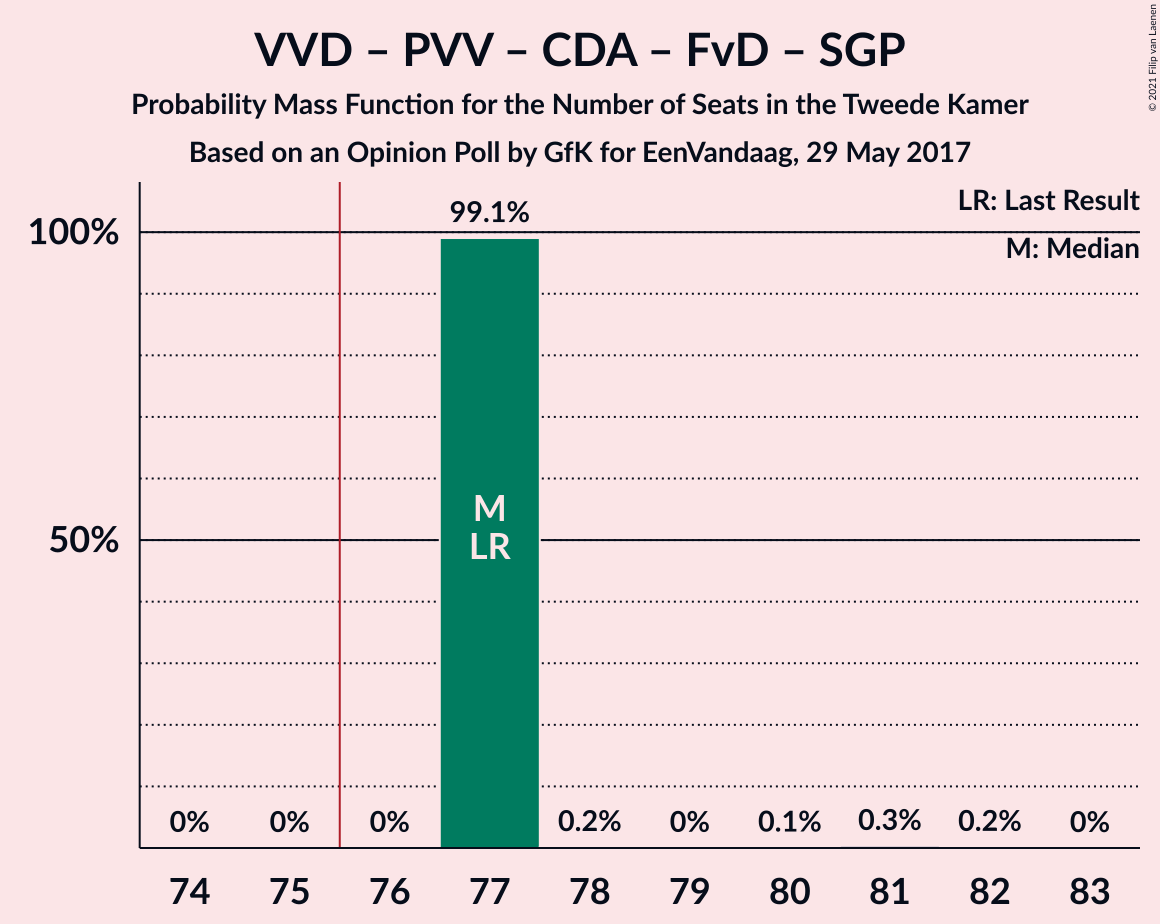 VVD – PVV – CDA – FvD – SGP
Probability Mass Function for the Number of Seats in the Tweede Kamer
Based on an Opinion Poll by GfK for EenVandaag, 29 May 2017
© 2021 Filip van Laenen
LR: Last Result
M: Median
100%
50%
99.1%
M
LR
0% 0% 0% 0.2% 0% 0.1% 0.3% 0.2% 0%
74 75 76 77 78 79 80 81 82 83